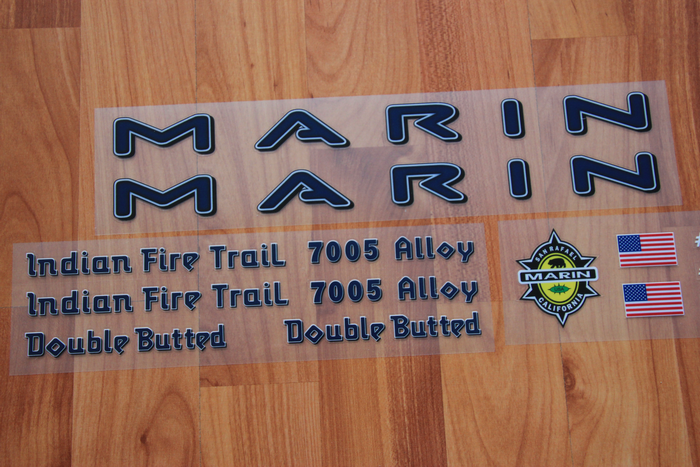 MARIN
MARIN
Indian Fire Trail 7005 Alloy
Indian Fire Trail 7005 Alloy
Double Butted Double Butted
SAN RAFAEL
MARIN
CALIFORNIA